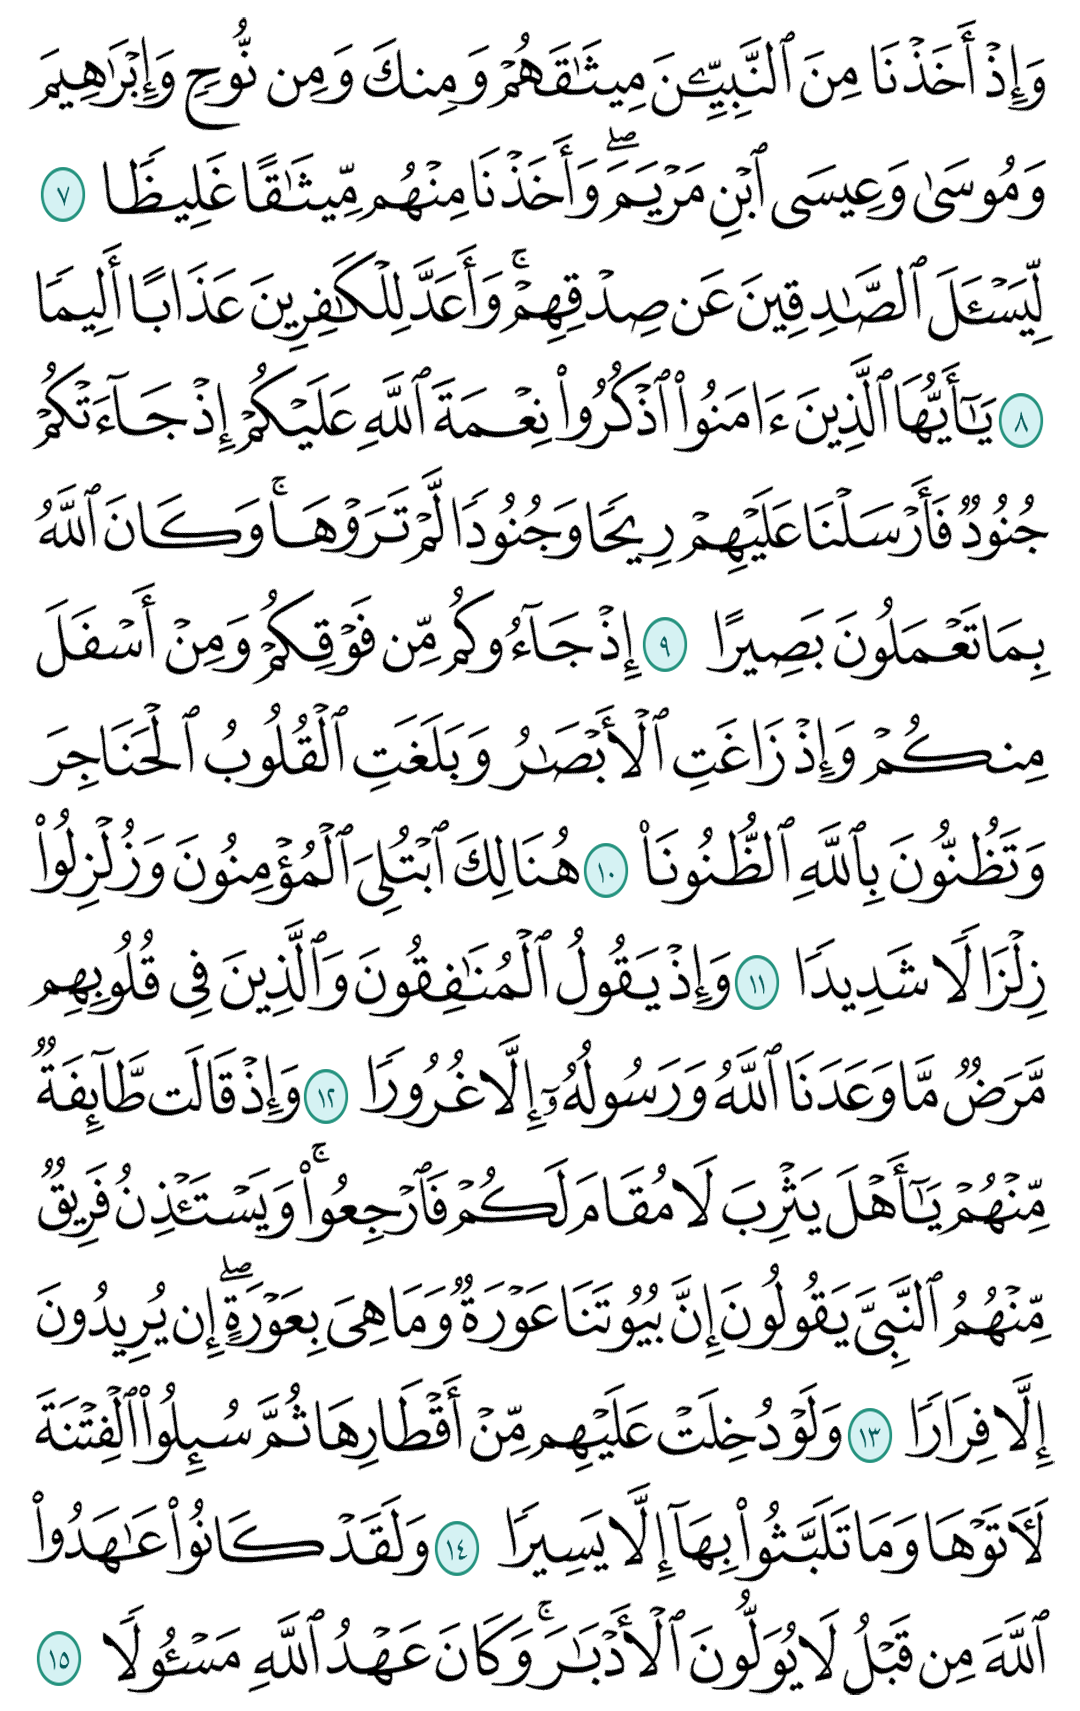 وَإِذۡ أَخَذۡنَا مِنَ ٱلنَّبِيِّـۧنَ مِيثَٰقَهُمۡ وَمِنكَ وَمِن نُّوحٖ وَإِبۡرَٰهِيمَ
وَمُوسَىٰ وَعِيسَى ٱبۡنِ مَرۡيَمَۖ وَأَخَذۡنَا مِنۡهُم مِّيثَٰقًا غَلِيظٗا ٧
لِّيَسۡـَٔلَ ٱلصَّٰدِقِينَ عَن صِدۡقِهِمۡۚ وَأَعَدَّ لِلۡكَٰفِرِينَ عَذَابًا أَلِيمٗا
٨ يَٰٓأَيُّهَا ٱلَّذِينَ ءَامَنُواْ ٱذۡكُرُواْ نِعۡمَةَ ٱللَّهِ عَلَيۡكُمۡ إِذۡ جَآءَتۡكُمۡ
جُنُودٞ فَأَرۡسَلۡنَا عَلَيۡهِمۡ رِيحٗا وَجُنُودٗا لَّمۡ تَرَوۡهَاۚ وَكَانَ ٱللَّهُ
بِمَا تَعۡمَلُونَ بَصِيرًا ٩ إِذۡ جَآءُوكُم مِّن فَوۡقِكُمۡ وَمِنۡ أَسۡفَلَ
مِنكُمۡ وَإِذۡ زَاغَتِ ٱلۡأَبۡصَٰرُ وَبَلَغَتِ ٱلۡقُلُوبُ ٱلۡحَنَاجِرَ
وَتَظُنُّونَ بِٱللَّهِ ٱلظُّنُونَا۠ ١٠ هُنَالِكَ ٱبۡتُلِيَ ٱلۡمُؤۡمِنُونَ وَزُلۡزِلُواْ
زِلۡزَالٗا شَدِيدٗا ١١ وَإِذۡ يَقُولُ ٱلۡمُنَٰفِقُونَ وَٱلَّذِينَ فِي قُلُوبِهِم
مَّرَضٞ مَّا وَعَدَنَا ٱللَّهُ وَرَسُولُهُۥٓ إِلَّا غُرُورٗا ١٢ وَإِذۡ قَالَت طَّآئِفَةٞ
مِّنۡهُمۡ يَٰٓأَهۡلَ يَثۡرِبَ لَا مُقَامَ لَكُمۡ فَٱرۡجِعُواْۚ وَيَسۡتَـٔۡذِنُ فَرِيقٞ
مِّنۡهُمُ ٱلنَّبِيَّ يَقُولُونَ إِنَّ بُيُوتَنَا عَوۡرَةٞ وَمَا هِيَ بِعَوۡرَةٍۖ إِن يُرِيدُونَ
إِلَّا فِرَارٗا ١٣ وَلَوۡ دُخِلَتۡ عَلَيۡهِم مِّنۡ أَقۡطَارِهَا ثُمَّ سُئِلُواْ ٱلۡفِتۡنَةَ
لَأٓتَوۡهَا وَمَا تَلَبَّثُواْ بِهَآ إِلَّا يَسِيرٗا ١٤ وَلَقَدۡ كَانُواْ عَٰهَدُواْ
ٱللَّهَ مِن قَبۡلُ لَا يُوَلُّونَ ٱلۡأَدۡبَٰرَۚ وَكَانَ عَهۡدُ ٱللَّهِ مَسۡـُٔولٗا ١٥